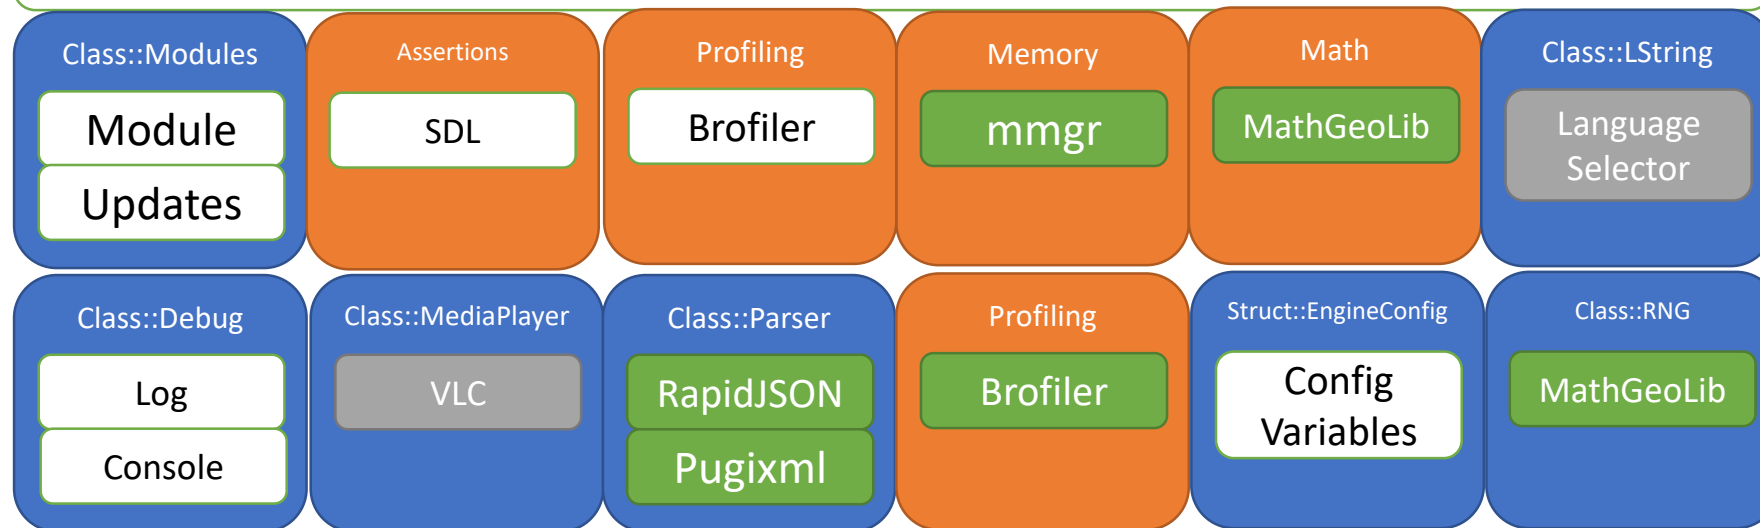 Class::Modules
Module
Updates
Assertions
SDL
Profiling
Brofiler
Memory
mmgr
Math
MathGeoLib
Class::LString
Language
Selector
Class::Debug
Log
Console
Class::MediaPlayer
VLC
Class::Parser
RapidJSON
Pugixml
Profiling
Brofiler
Struct::EngineConfig
Config
Variables
Class::RNG
MathGeoLib